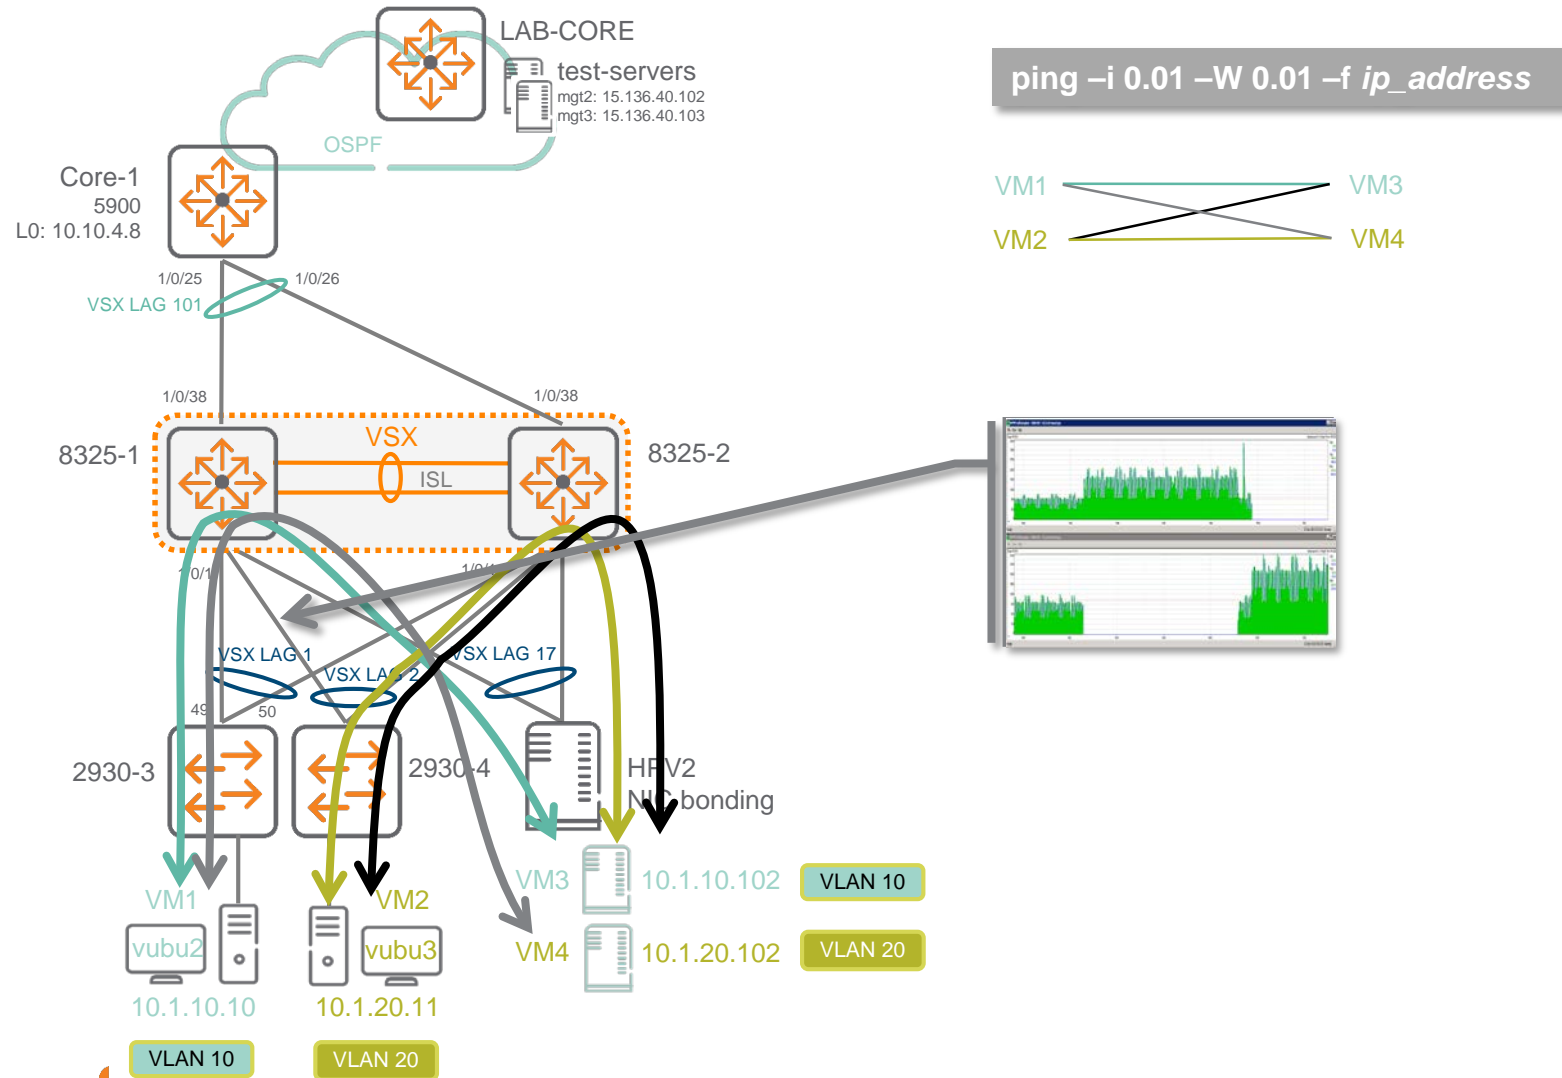 LAB-CORE
test-servers
mgt2: 15.136.40.102
mgt3: 15.136.40.103
ping –i 0.01 –W 0.01 –f ip_address
OSPF
Core-1
5900
L0: 10.10.4.8
VM1
VM3
VM2
VM4
1/0/25
1/0/26
VSX LAG 101
1/0/38
1/0/38
VSX
8325-1
8325-2
ISL
VSX LAG 1
VSX LAG 2
VSX LAG 17
49
50
2930-3
2930-4
HPV2
NIC bonding
VM3
10.1.10.102
VLAN 10
VM1
VM2
VM4
10.1.20.102
VLAN 20
vubu2
vubu3
10.1.10.10
10.1.20.11
VLAN 10
VLAN 20